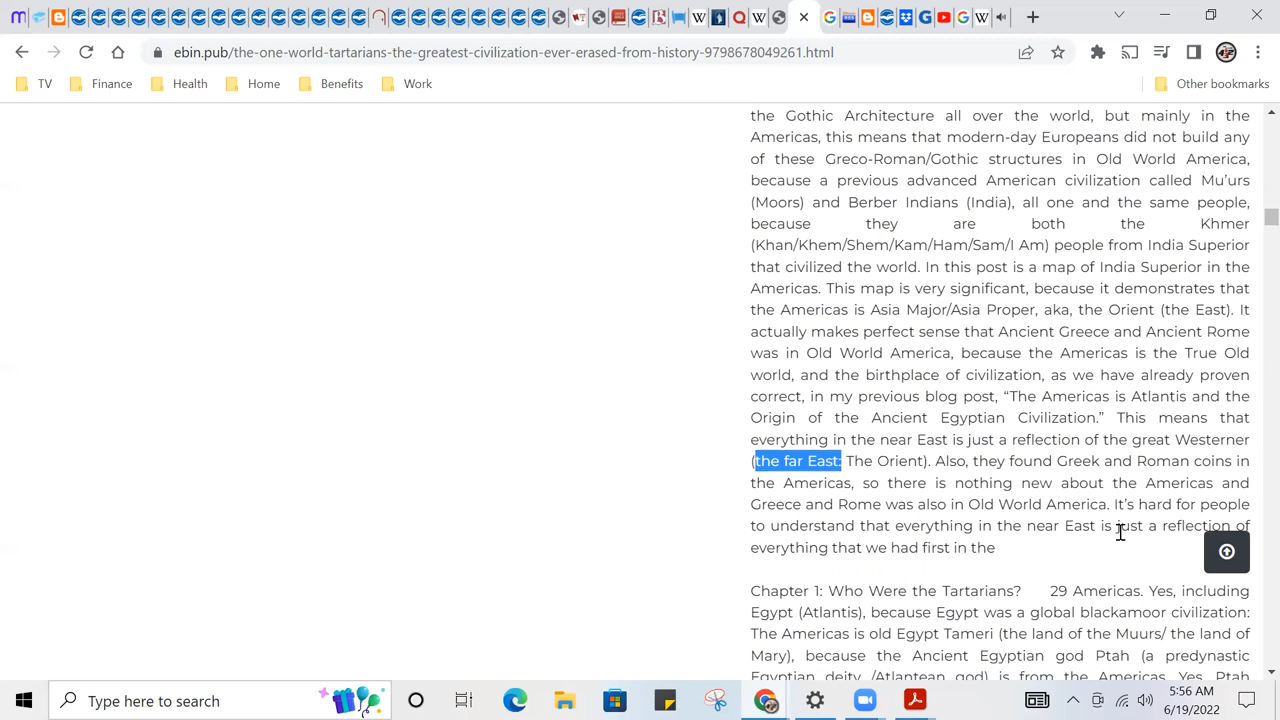 ebin.pub/the-one-world-tartarians-the-greatest-civilization-ever-erased-from-history-9798678049261.html
TV Finance Health Home Benefits Work Other bookmarks
the Gothic Architecture all over the world, but mainly in the
Americas, this means that modern-day Europeans did not build any
of these Greco-Roman/Gothic structures in Old World America,
because a previous advanced American civilization called Mu'urs
(Moors) and Berber Indians (India), all one and the same people,
because they are both the Khmer
(Khan/Khem/Shem/Kam/Ham/Sam/I Am) people from India Superior
that civilized the world. In this post is a map of India Superior in the
Americas. This map is very significant, because it demonstrates that
the Americas is Asia Major/Asia Proper, aka, the Orient (the East). It
actually makes perfect sense that Ancient Greece and Ancient Rome
was in Old World America, because the Americas is the True Old
world, and the birthplace of civilization, as we have already proven
correct, in my previous blog post, “The Americas is Atlantis and the
Origin of the Ancient Egyptian Civilization.” This means that
everything in the near East is just a reflection of the great Westerner
(the far East: The Orient). Also, they found Greek and Roman coins in
the Americas, so there is nothing new about the Americas and
Greece and Rome was also in Old World America. It's hard for people
to understand that everything in the near East is just a reflection of
everything that we had first in the
Chapter 1: Who Were the Tartarians? 29 Americas. Yes, including
Egypt (Atlantis), because Egypt was a global blackamoor civilization:
The Americas is old Egypt Tameri (the land of the Muurs/ the land of
Mary), because the Ancient Egyptian god Ptah (a predynastic
Egyptian deity /Atlantean god) is from the Americas. Yes, Ptah
Type here to search
5:56 AM
6/19/2022